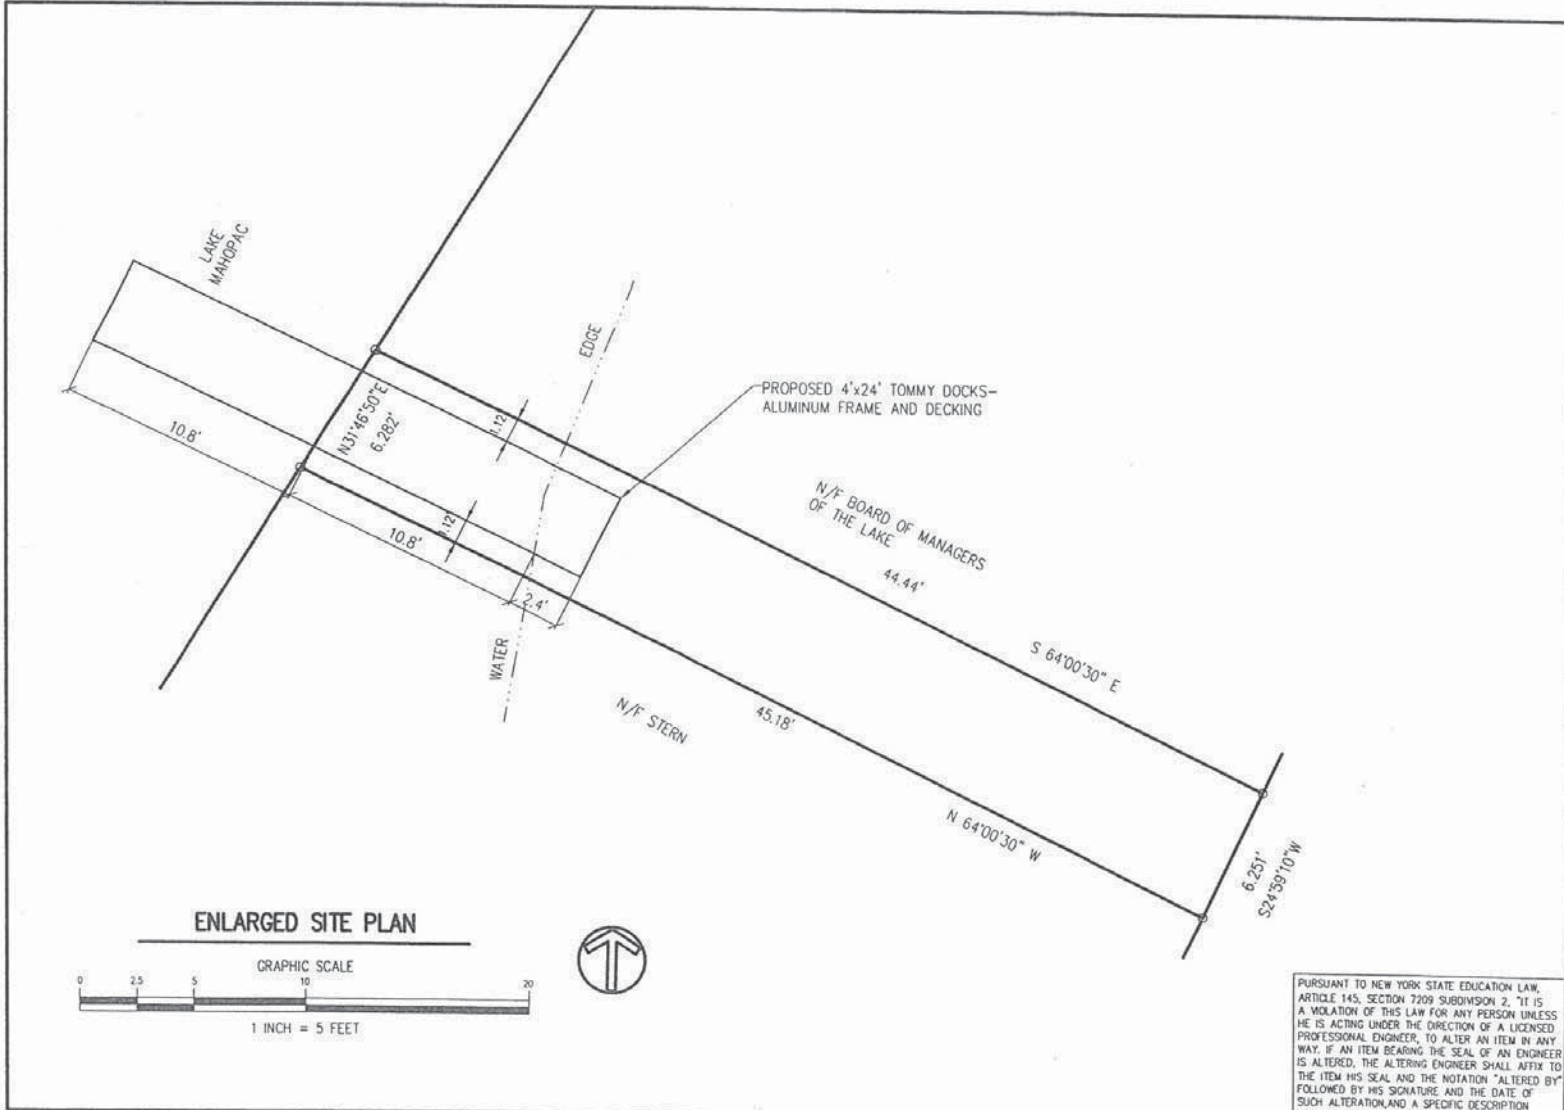 LAKE
MAHOPAC
EDGE
PROPOSED 4'x24' TOMMY DOCKS-
ALUMINUM FRAME AND DECKING
N31°46'50"E
6.282'
1.12'
10.8'
1.12'
10.8'
2.4'
WATER
N/F BOARD OF MANAGERS
OF THE LAKE
44.44'
S 64°00'30" E
N/F STERN
45.18'
N 64°00'30" W
6.251'
S24°59'10"W
ENLARGED SITE PLAN
GRAPHIC SCALE
0 2.5 5 10 20
1 INCH = 5 FEET
PURSUANT TO NEW YORK STATE EDUCATION LAW,
ARTICLE 145, SECTION 7209 SUBDIVISION 2, "IT IS
A VIOLATION OF THIS LAW FOR ANY PERSON UNLESS
HE IS ACTING UNDER THE DIRECTION OF A LICENSED
PROFESSIONAL ENGINEER, TO ALTER AN ITEM IN ANY
WAY. IF AN ITEM BEARING THE SEAL OF AN ENGINEER
IS ALTERED, THE ALTERING ENGINEER SHALL AFFIX TO
THE ITEM HIS SEAL AND THE NOTATION "ALTERED BY"
FOLLOWED BY HIS SIGNATURE AND THE DATE OF
SUCH ALTERATION,AND A SPECIFIC DESCRIPTION